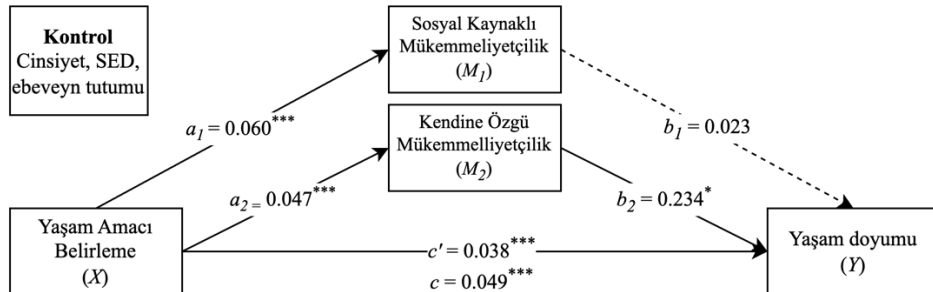 Kontrol
Cinsiyet, SED,
ebeveyn tutumu
Sosyal Kaynaklı
Mükemmeliyetçilik
(M₁)
a₁ = 0.060***
b₁ = 0.023
Kendine Özgü
Mükemmelliyetçilik
(M₂)
a₂ = 0.047***
b₂ = 0.234*
Yaşam Amacı
Belirleme
(X)
c' = 0.038***
c = 0.049***
Yaşam doyumu
(Y)